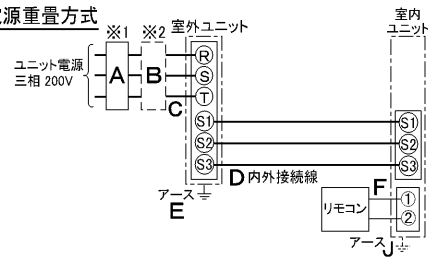 源重畳方式
※1
※2
室外ユニット
室内
ユニット
ユニット電源
三相 200V
A
B
C
R
S
T
S1
S2
S3
S1
S2
S3
D 内外接続線
アース
E
F
リモコン
1
2
アース
J